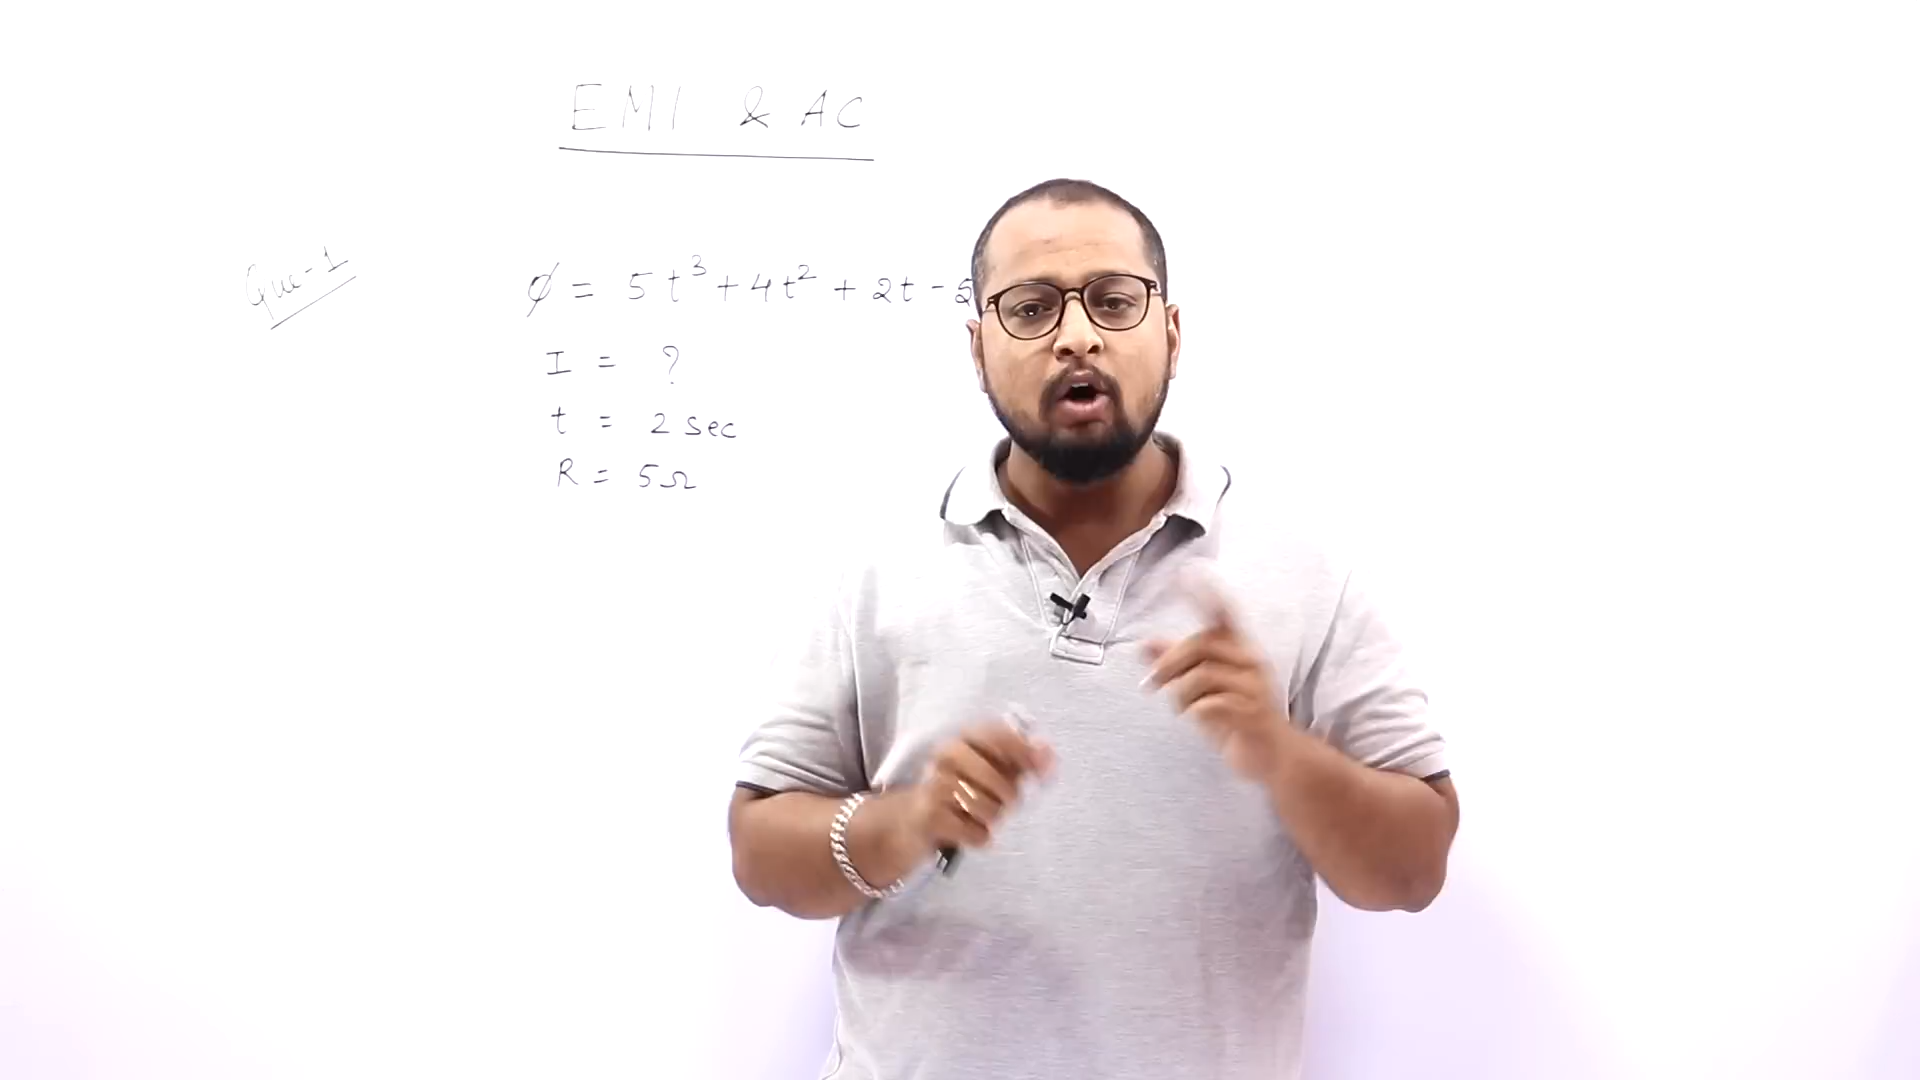 EMI & AC
Que-1
φ = 5t³ + 4t² + 2t - 5
I = ?
t = 2 sec
R = 5Ω